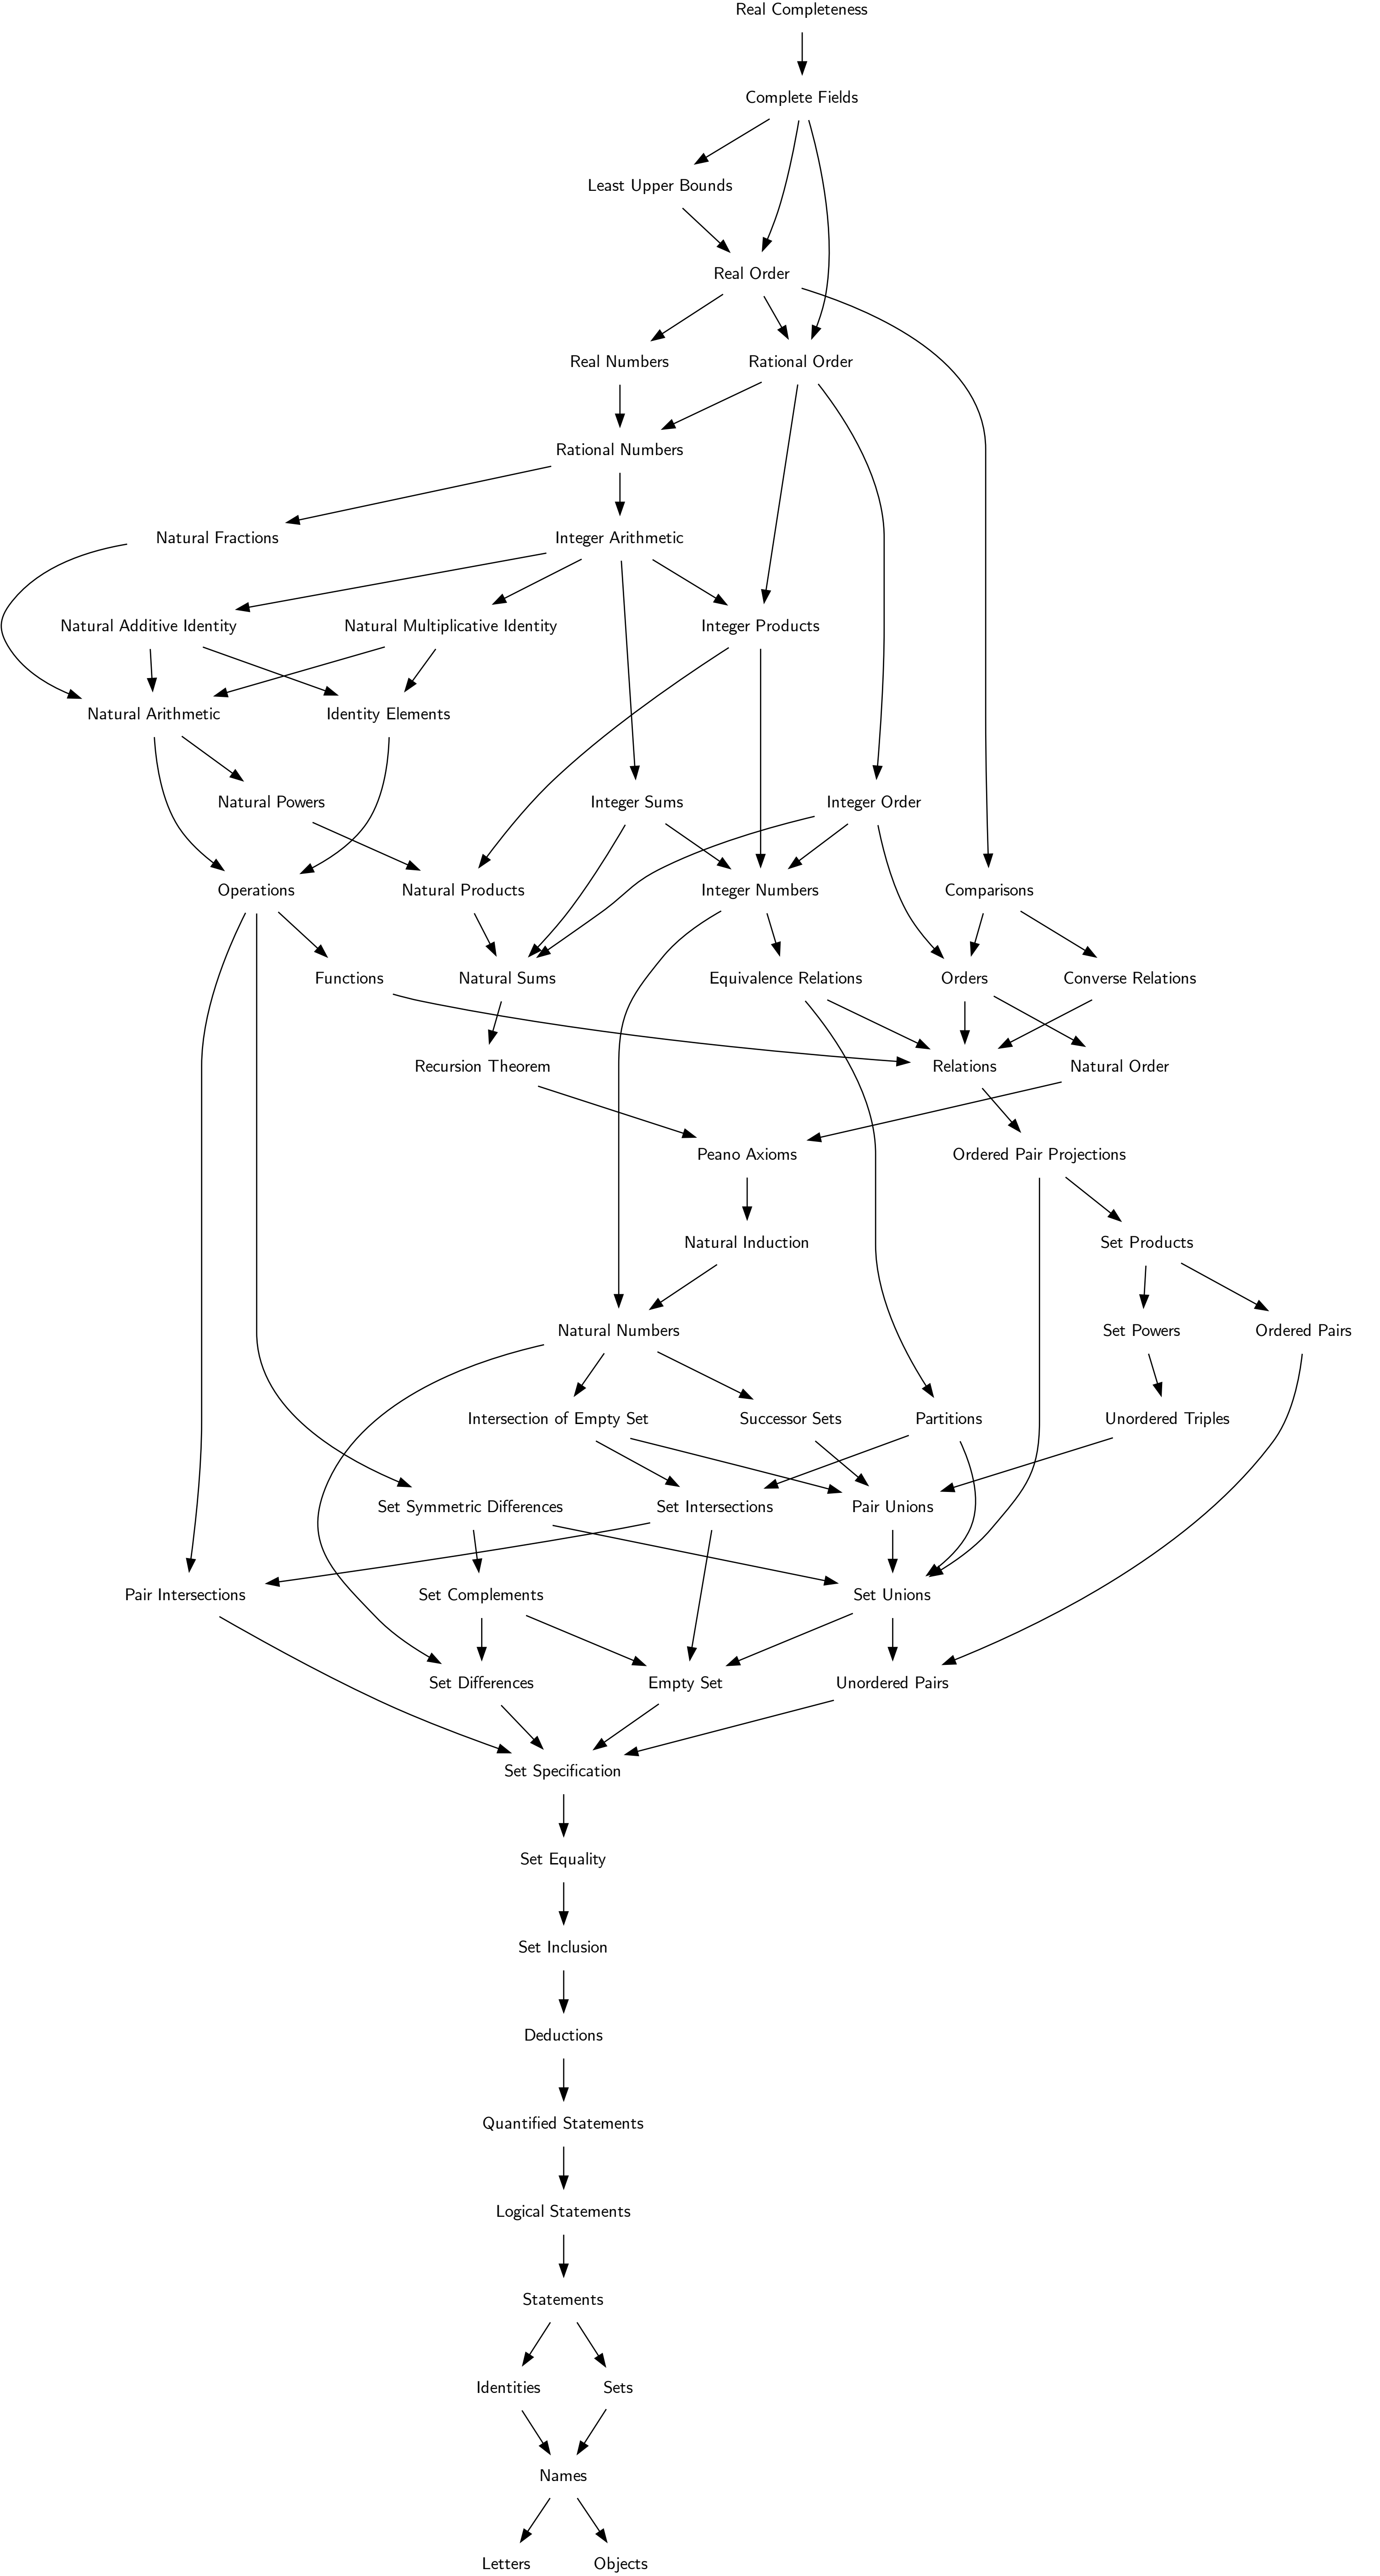 Real Completeness
Complete Fields
Least Upper Bounds
Real Order
Real Numbers
Rational Order
Rational Numbers
Natural Fractions
Integer Arithmetic
Natural Additive Identity
Natural Multiplicative Identity
Integer Products
Natural Arithmetic
Identity Elements
Natural Powers
Integer Sums
Integer Order
Operations
Natural Products
Integer Numbers
Comparisons
Functions
Natural Sums
Equivalence Relations
Orders
Converse Relations
Recursion Theorem
Relations
Natural Order
Peano Axioms
Ordered Pair Projections
Natural Induction
Set Products
Natural Numbers
Set Powers
Ordered Pairs
Intersection of Empty Set
Successor Sets
Partitions
Unordered Triples
Set Symmetric Differences
Set Intersections
Pair Unions
Pair Intersections
Set Complements
Set Unions
Set Differences
Empty Set
Unordered Pairs
Set Specification
Set Equality
Set Inclusion
Deductions
Quantified Statements
Logical Statements
Statements
Identities
Sets
Names
Letters
Objects